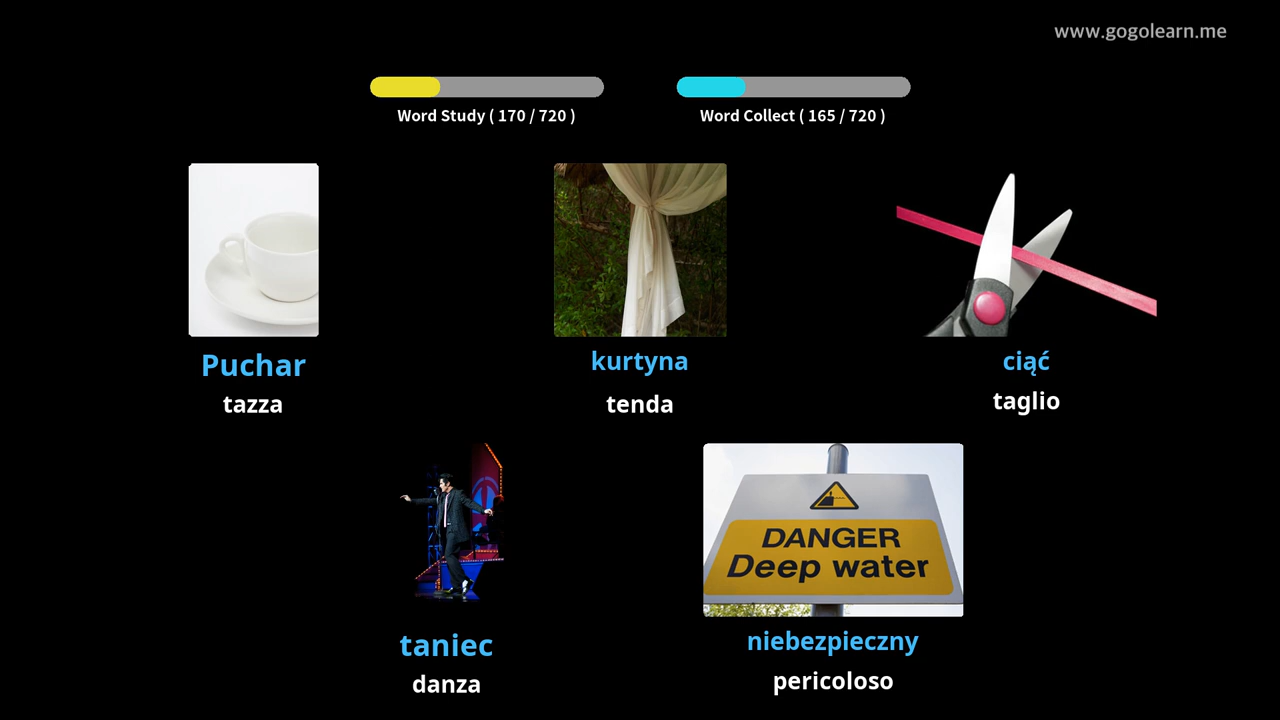 www.gogolearn.me
Word Study ( 170 / 720 )
Word Collect ( 165 / 720 )
Puchar
tazza
kurtyna
tenda
ciąć
taglio
DANGER
Deep water
taniec
danza
niebezpieczny
pericoloso